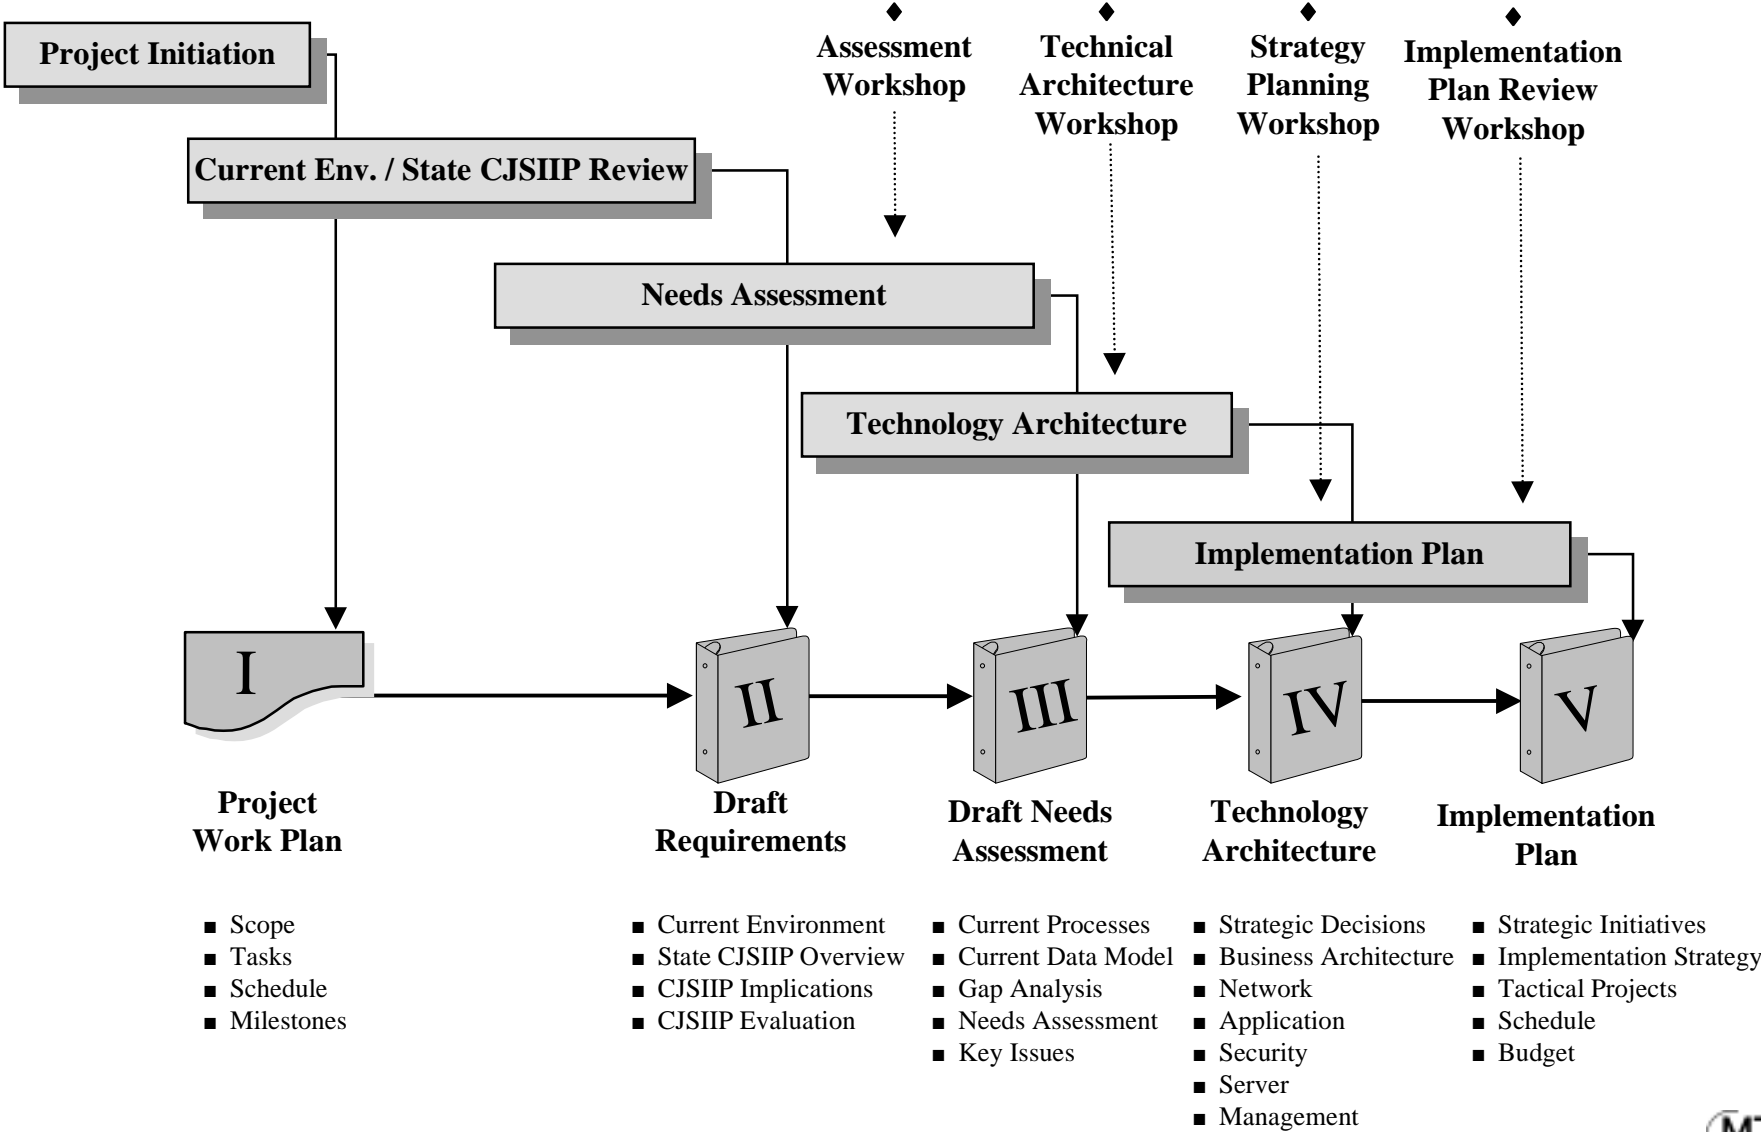 Project Initiation
Assessment
Workshop
Technical
Architecture
Workshop
Strategy
Planning
Workshop
Implementation
Plan Review
Workshop
Current Env. / State CJSIIP Review
Needs Assessment
Technology Architecture
Implementation Plan
I
II
III
IV
V
Project
Work Plan
Draft
Requirements
Draft Needs
Assessment
Technology
Architecture
Implementation
Plan
■ Scope
■ Tasks
■ Schedule
■ Milestones
■ Current Environment
■ State CJSIIP Overview
■ CJSIIP Implications
■ CJSIIP Evaluation
■ Current Processes
■ Current Data Model
■ Gap Analysis
■ Needs Assessment
■ Key Issues
■ Strategic Decisions
■ Business Architecture
■ Network
■ Application
■ Security
■ Server
■ Management
■ Strategic Initiatives
■ Implementation Strategy
■ Tactical Projects
■ Schedule
■ Budget